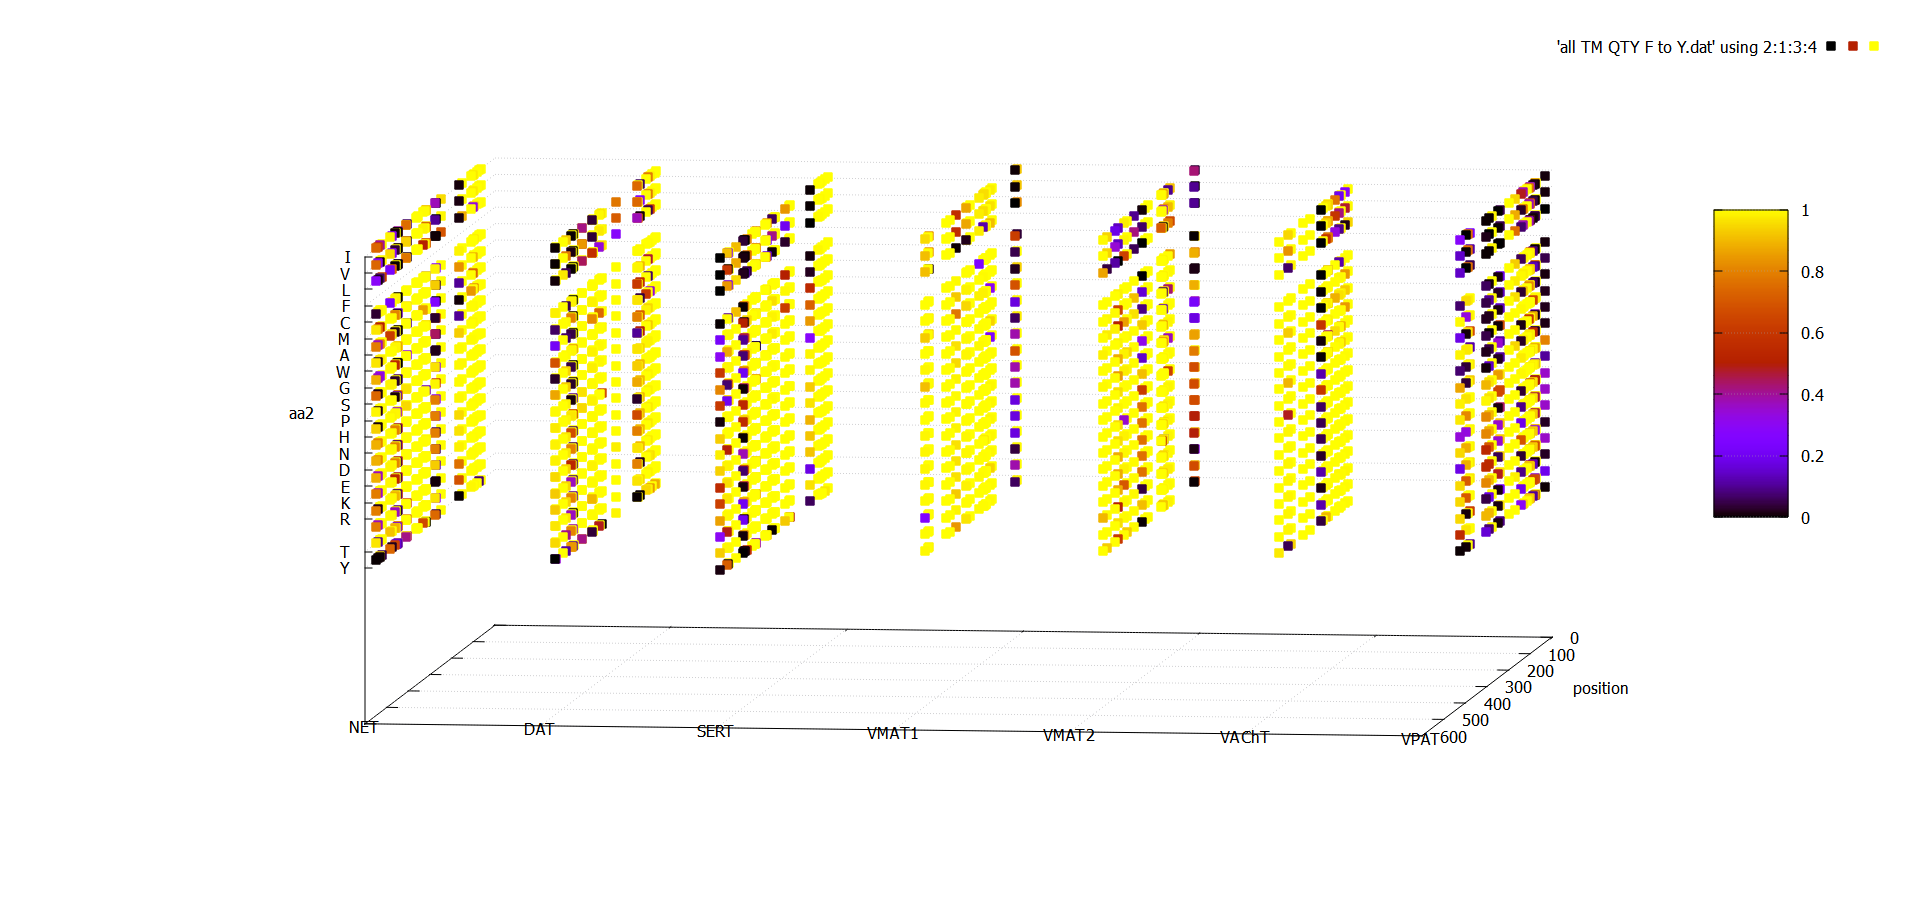 'all TM QTY F to Y.dat' using 2:1:3:4
1
0.8
0.6
0.4
0.2
0
I
V
L
F
C
M
A
W
G
S
P
H
N
D
E
K
R
T
Y
aa2
0
100
200
300
400
500
600
position
NET
DAT
SERT
VMAT1
VMAT2
VAChT
VPAT